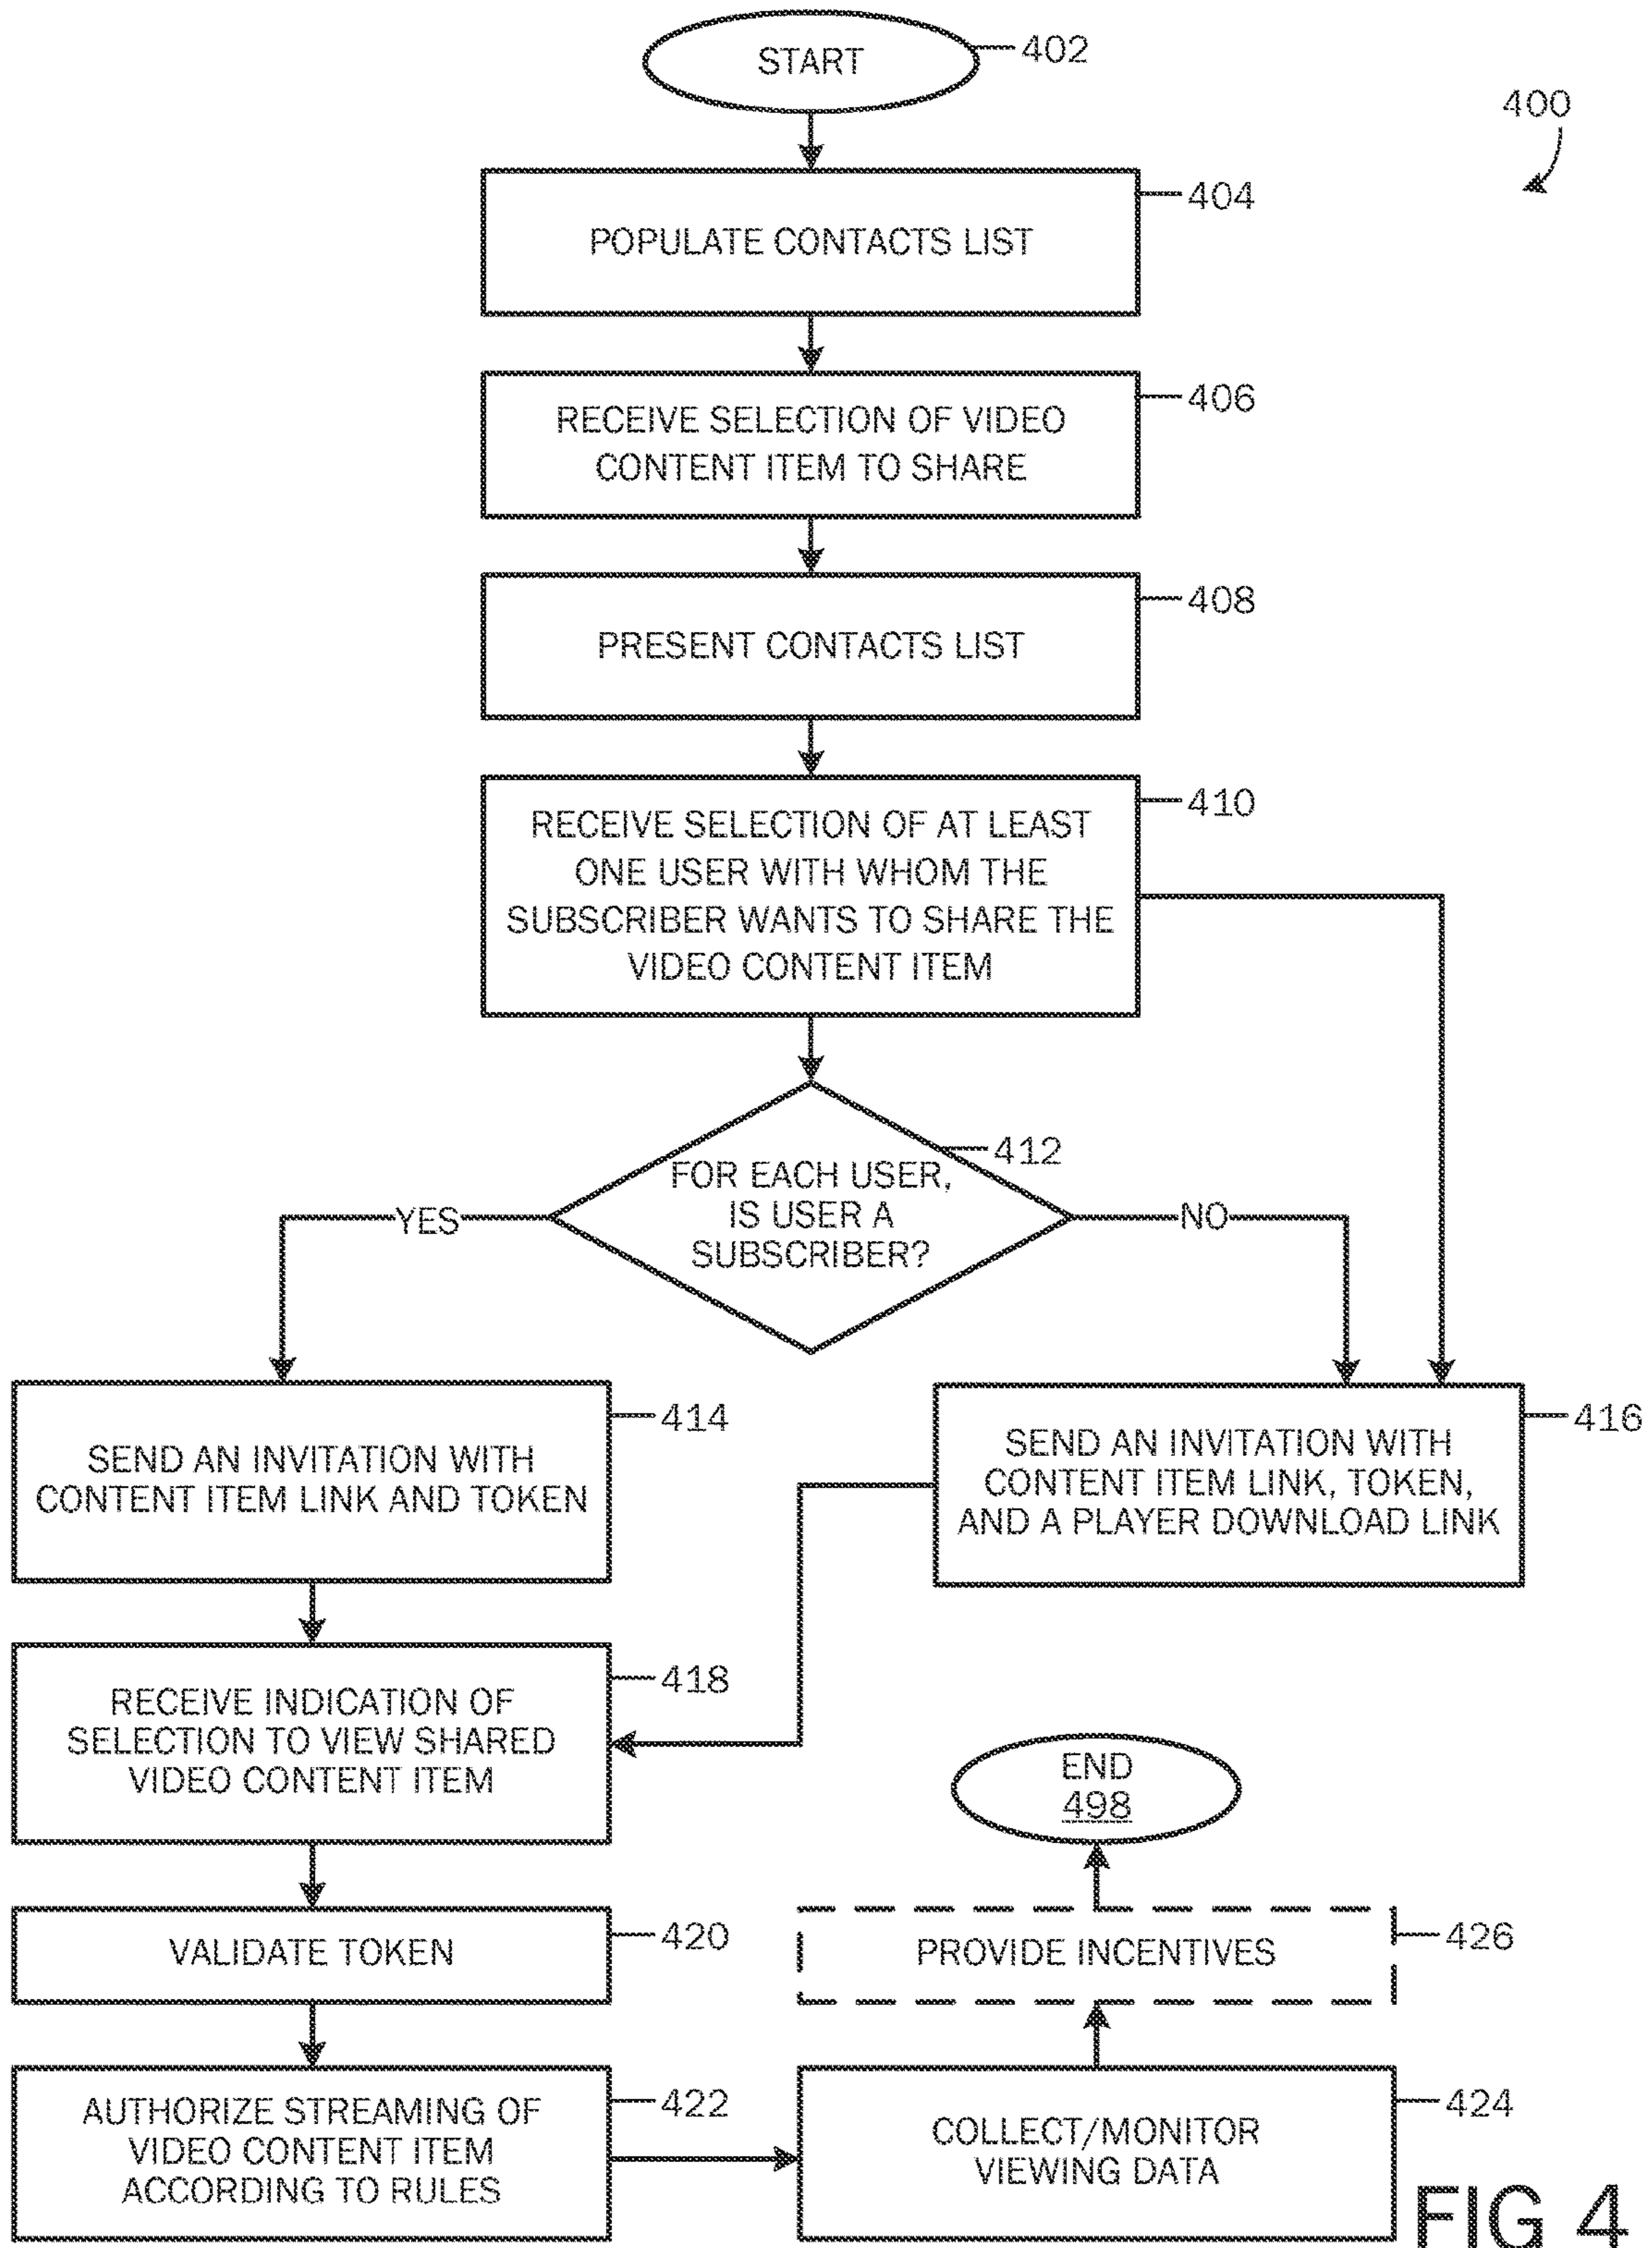 START
402
400
404
POPULATE CONTACTS LIST
406
RECEIVE SELECTION OF VIDEO
CONTENT ITEM TO SHARE
408
PRESENT CONTACTS LIST
410
RECEIVE SELECTION OF AT LEAST
ONE USER WITH WHOM THE
SUBSCRIBER WANTS TO SHARE THE
VIDEO CONTENT ITEM
412
FOR EACH USER,
IS USER A
SUBSCRIBER?
YES
NO
414
SEND AN INVITATION WITH
CONTENT ITEM LINK AND TOKEN
416
SEND AN INVITATION WITH
CONTENT ITEM LINK, TOKEN,
AND A PLAYER DOWNLOAD LINK
418
RECEIVE INDICATION OF
SELECTION TO VIEW SHARED
VIDEO CONTENT ITEM
END
498
420
VALIDATE TOKEN
426
PROVIDE INCENTIVES
422
AUTHORIZE STREAMING OF
VIDEO CONTENT ITEM
ACCORDING TO RULES
424
COLLECT/MONITOR
VIEWING DATA
FIG 4